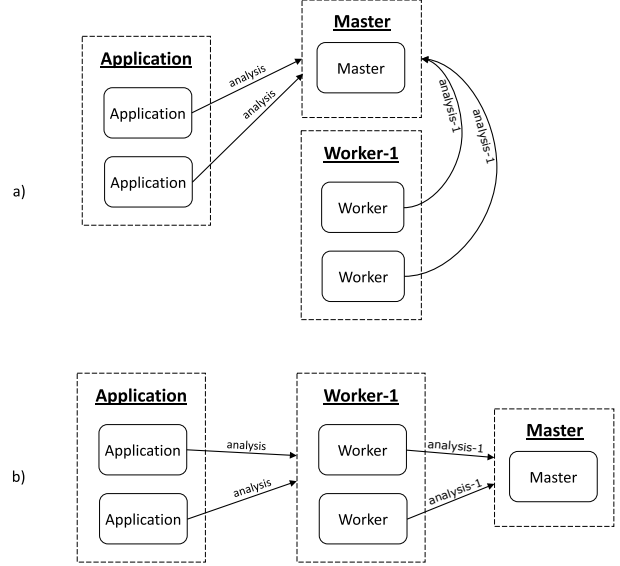 a)
Application
Application
Application
analysis
analysis
Master
Master
Worker-1
Worker
Worker
analysis-1
analysis-1
b)
Application
Application
Application
analysis
analysis
Worker-1
Worker
Worker
analysis-1
analysis-1
Master
Master